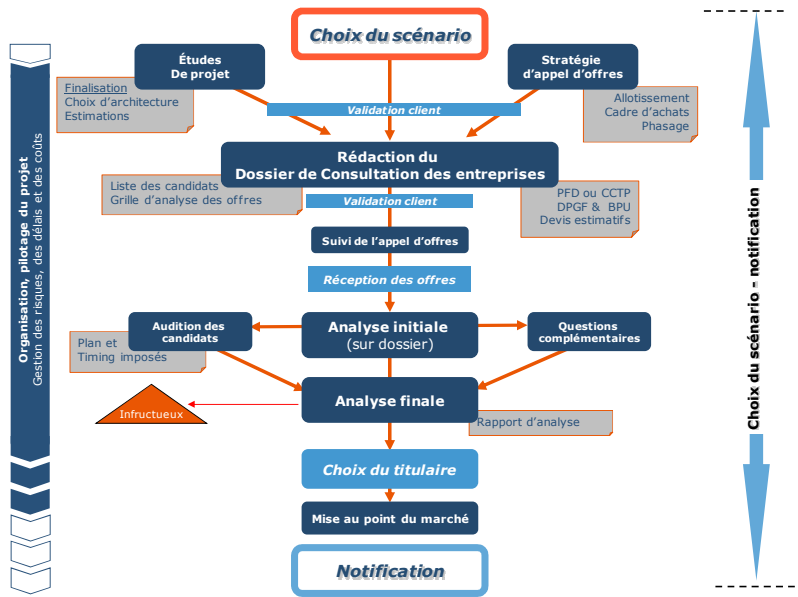 Choix du scénario
Études
De projet
Stratégie
d’appel d’offres
Finalisation
Choix d’architecture
Estimations
Validation client
Allotissement
Cadre d’achats
Phasage
Rédaction du
Dossier de Consultation des entreprises
Liste des candidats
Grille d’analyse des offres
Validation client
PFD ou CCTP
DPGF & BPU
Devis estimatifs
Suivi de l’appel d’offres
Réception des offres
Audition des
candidats
Analyse initiale
(sur dossier)
Questions
complémentaires
Plan et
Timing imposés
Infructueux
Analyse finale
Rapport d’analyse
Choix du titulaire
Mise au point du marché
Notification
Organisation, pilotage du projet
Gestion des risques, des délais et des coûts
Choix du scénario – notification